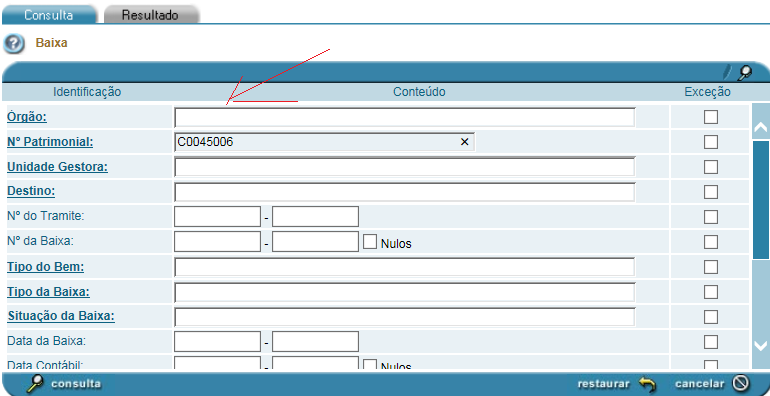 Consulta Resultado
Baixa
Identificação Conteúdo Exceção
Órgão:
Nº Patrimonial: C0045006 ×
Unidade Gestora:
Destino:
Nº do Tramite: -
Nº da Baixa: - Nulos
Tipo do Bem:
Tipo da Baixa:
Situação da Baixa:
Data da Baixa: -
Data Contábil: - Nulos
consulta restaurar cancelar